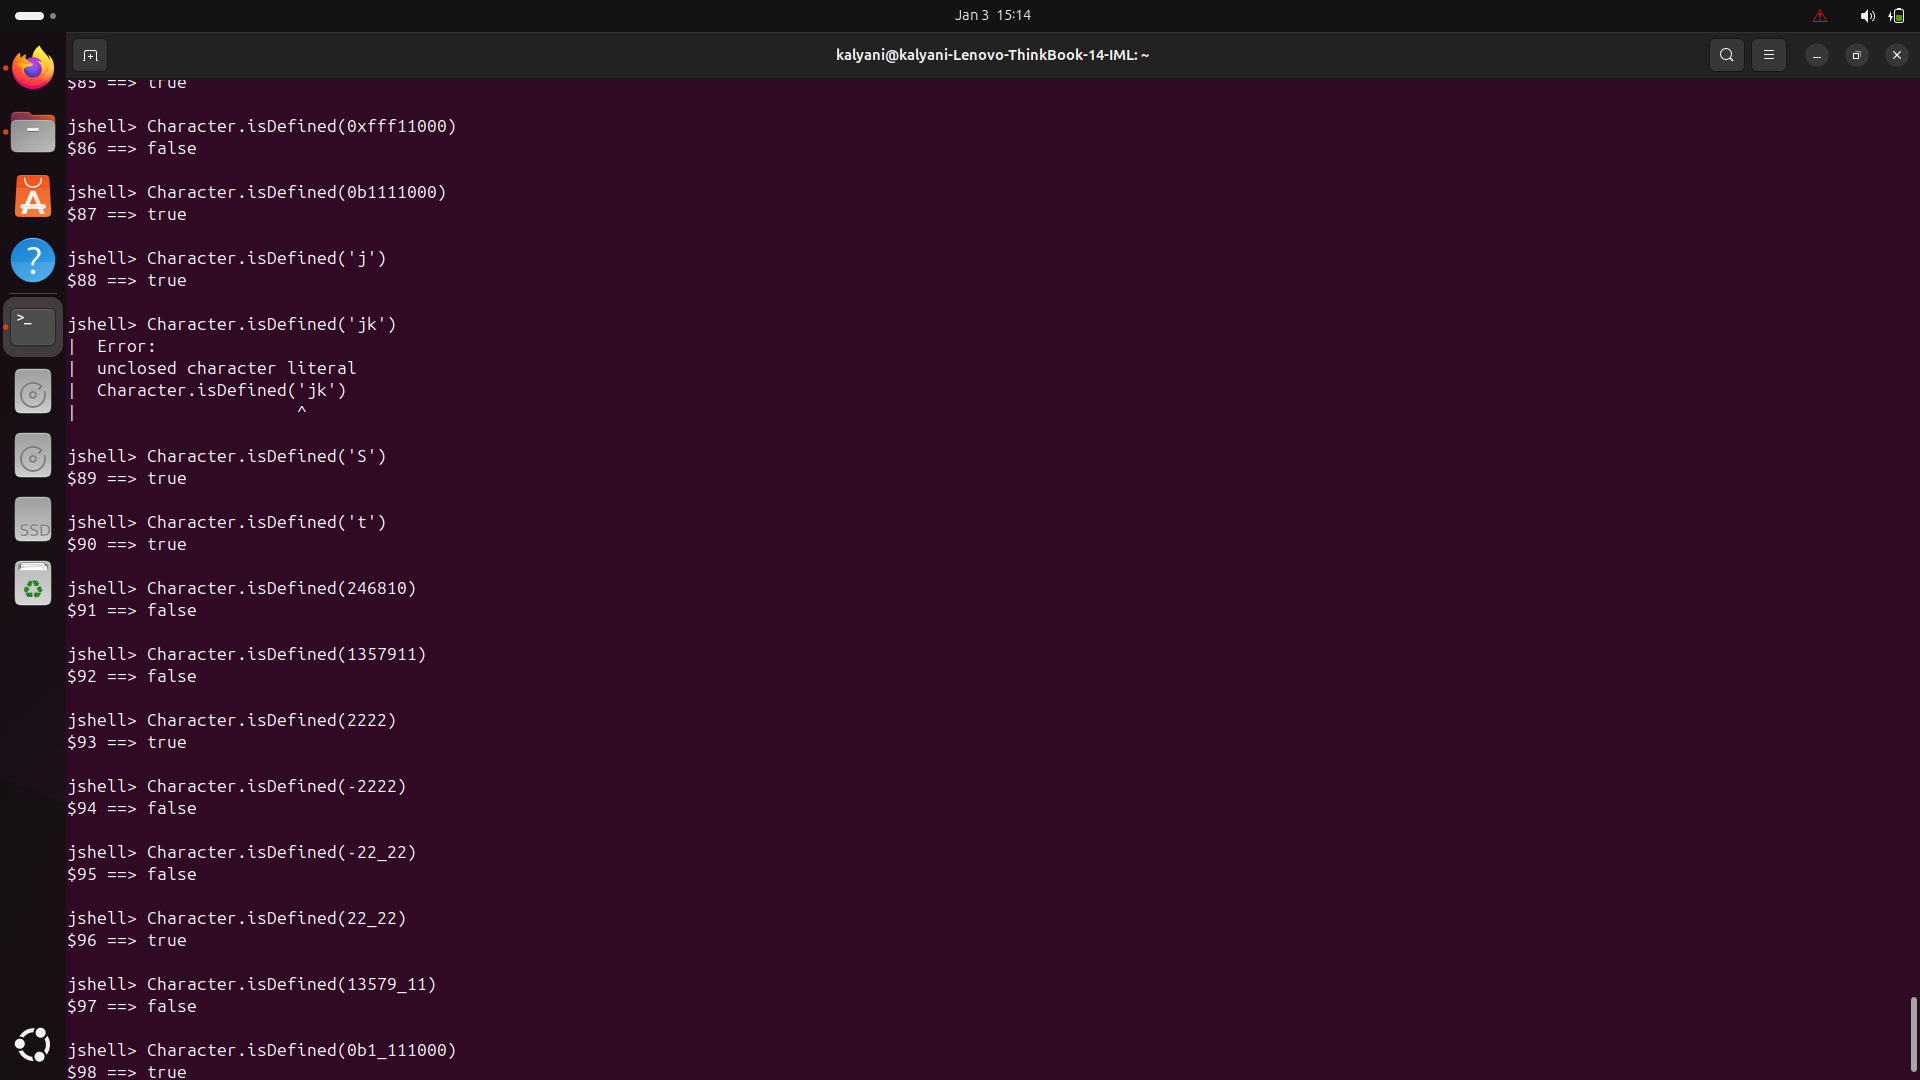 Jan 3 15:14
kalyani@kalyani-Lenovo-ThinkBook-14-IML: ~
$85 ==> true
jshell> Character.isDefined(0xfff11000)
$86 ==> false
jshell> Character.isDefined(0b1111000)
$87 ==> true
jshell> Character.isDefined('j')
$88 ==> true
jshell> Character.isDefined('jk')
|  Error:
|  unclosed character literal
|  Character.isDefined('jk')
|                      ^
jshell> Character.isDefined('S')
$89 ==> true
jshell> Character.isDefined('t')
$90 ==> true
jshell> Character.isDefined(246810)
$91 ==> false
jshell> Character.isDefined(1357911)
$92 ==> false
jshell> Character.isDefined(2222)
$93 ==> true
jshell> Character.isDefined(-2222)
$94 ==> false
jshell> Character.isDefined(-22_22)
$95 ==> false
jshell> Character.isDefined(22_22)
$96 ==> true
jshell> Character.isDefined(13579_11)
$97 ==> false
jshell> Character.isDefined(0b1_111000)
$98 ==> true
>_
SSD